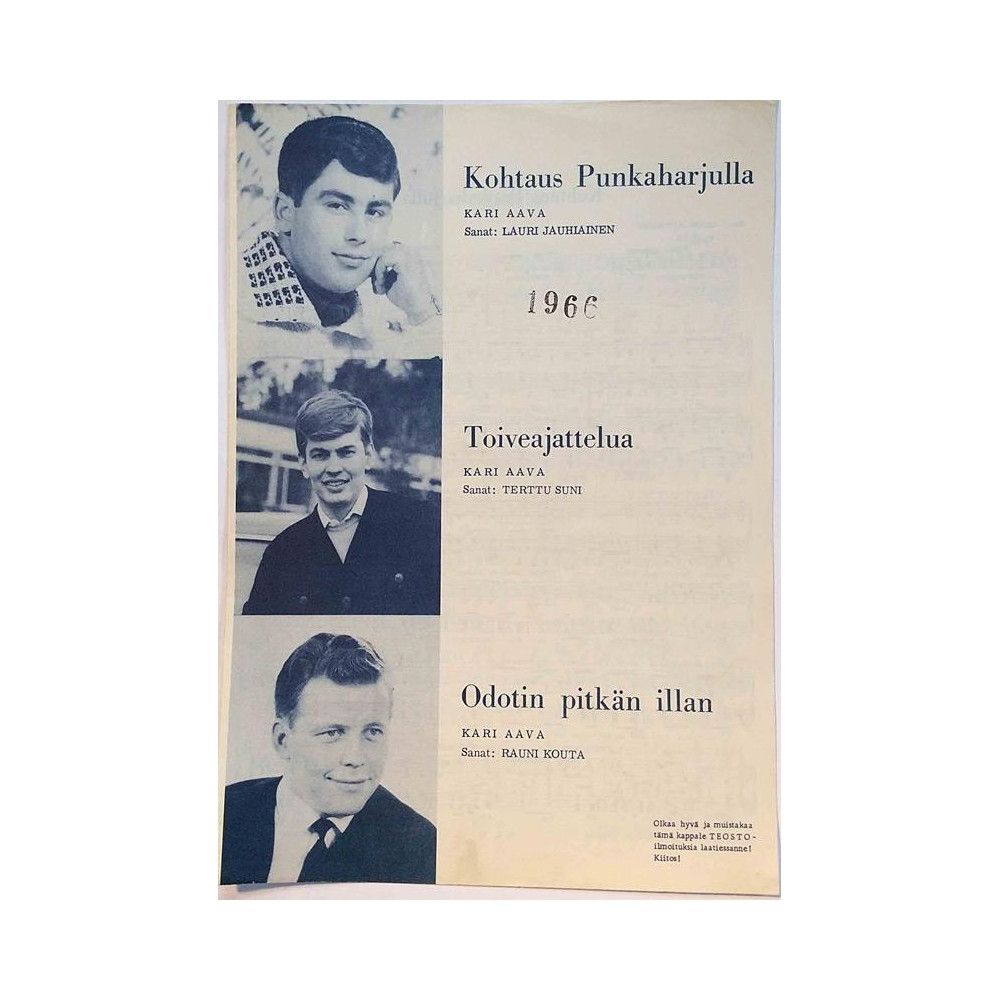 Kohtaus Punkaharjulla
KARI AAVA
Sanat: LAURI JAUHIAINEN
1966
Toiveajattelua
KARI AAVA
Sanat: TERTTU SUNI
Odotin pitkän illan
KARI AAVA
Sanat: RAUNI KOUTA
Olkaa hyvä ja muistakaa
tämä kappale TEOSTO-
ilmoituksia laatiessanne!
Kiitos!